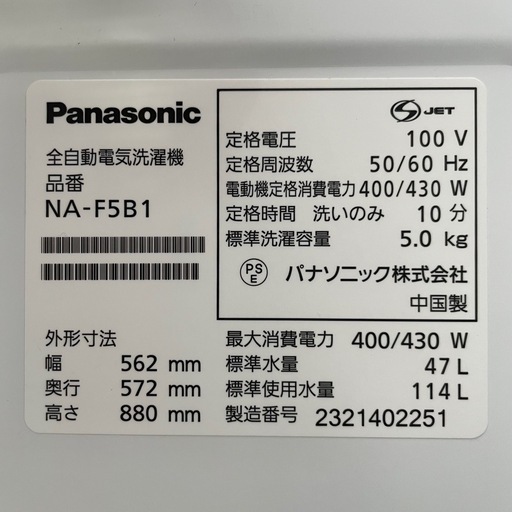 Panasonic
全自動電気洗濯機
品番
NA-F5B1
外形寸法
幅 562 mm
奥行 572 mm
高さ 880 mm
S JET
定格電圧 100 V
定格周波数 50/60 Hz
電動機定格消費電力 400/430 W
定格時間 洗いのみ 10 分
標準洗濯容量 5.0 kg
PS E パナソニック株式会社
中国製
最大消費電力 400/430 W
標準水量 47 L
標準使用水量 114 L
製造番号 2321402251